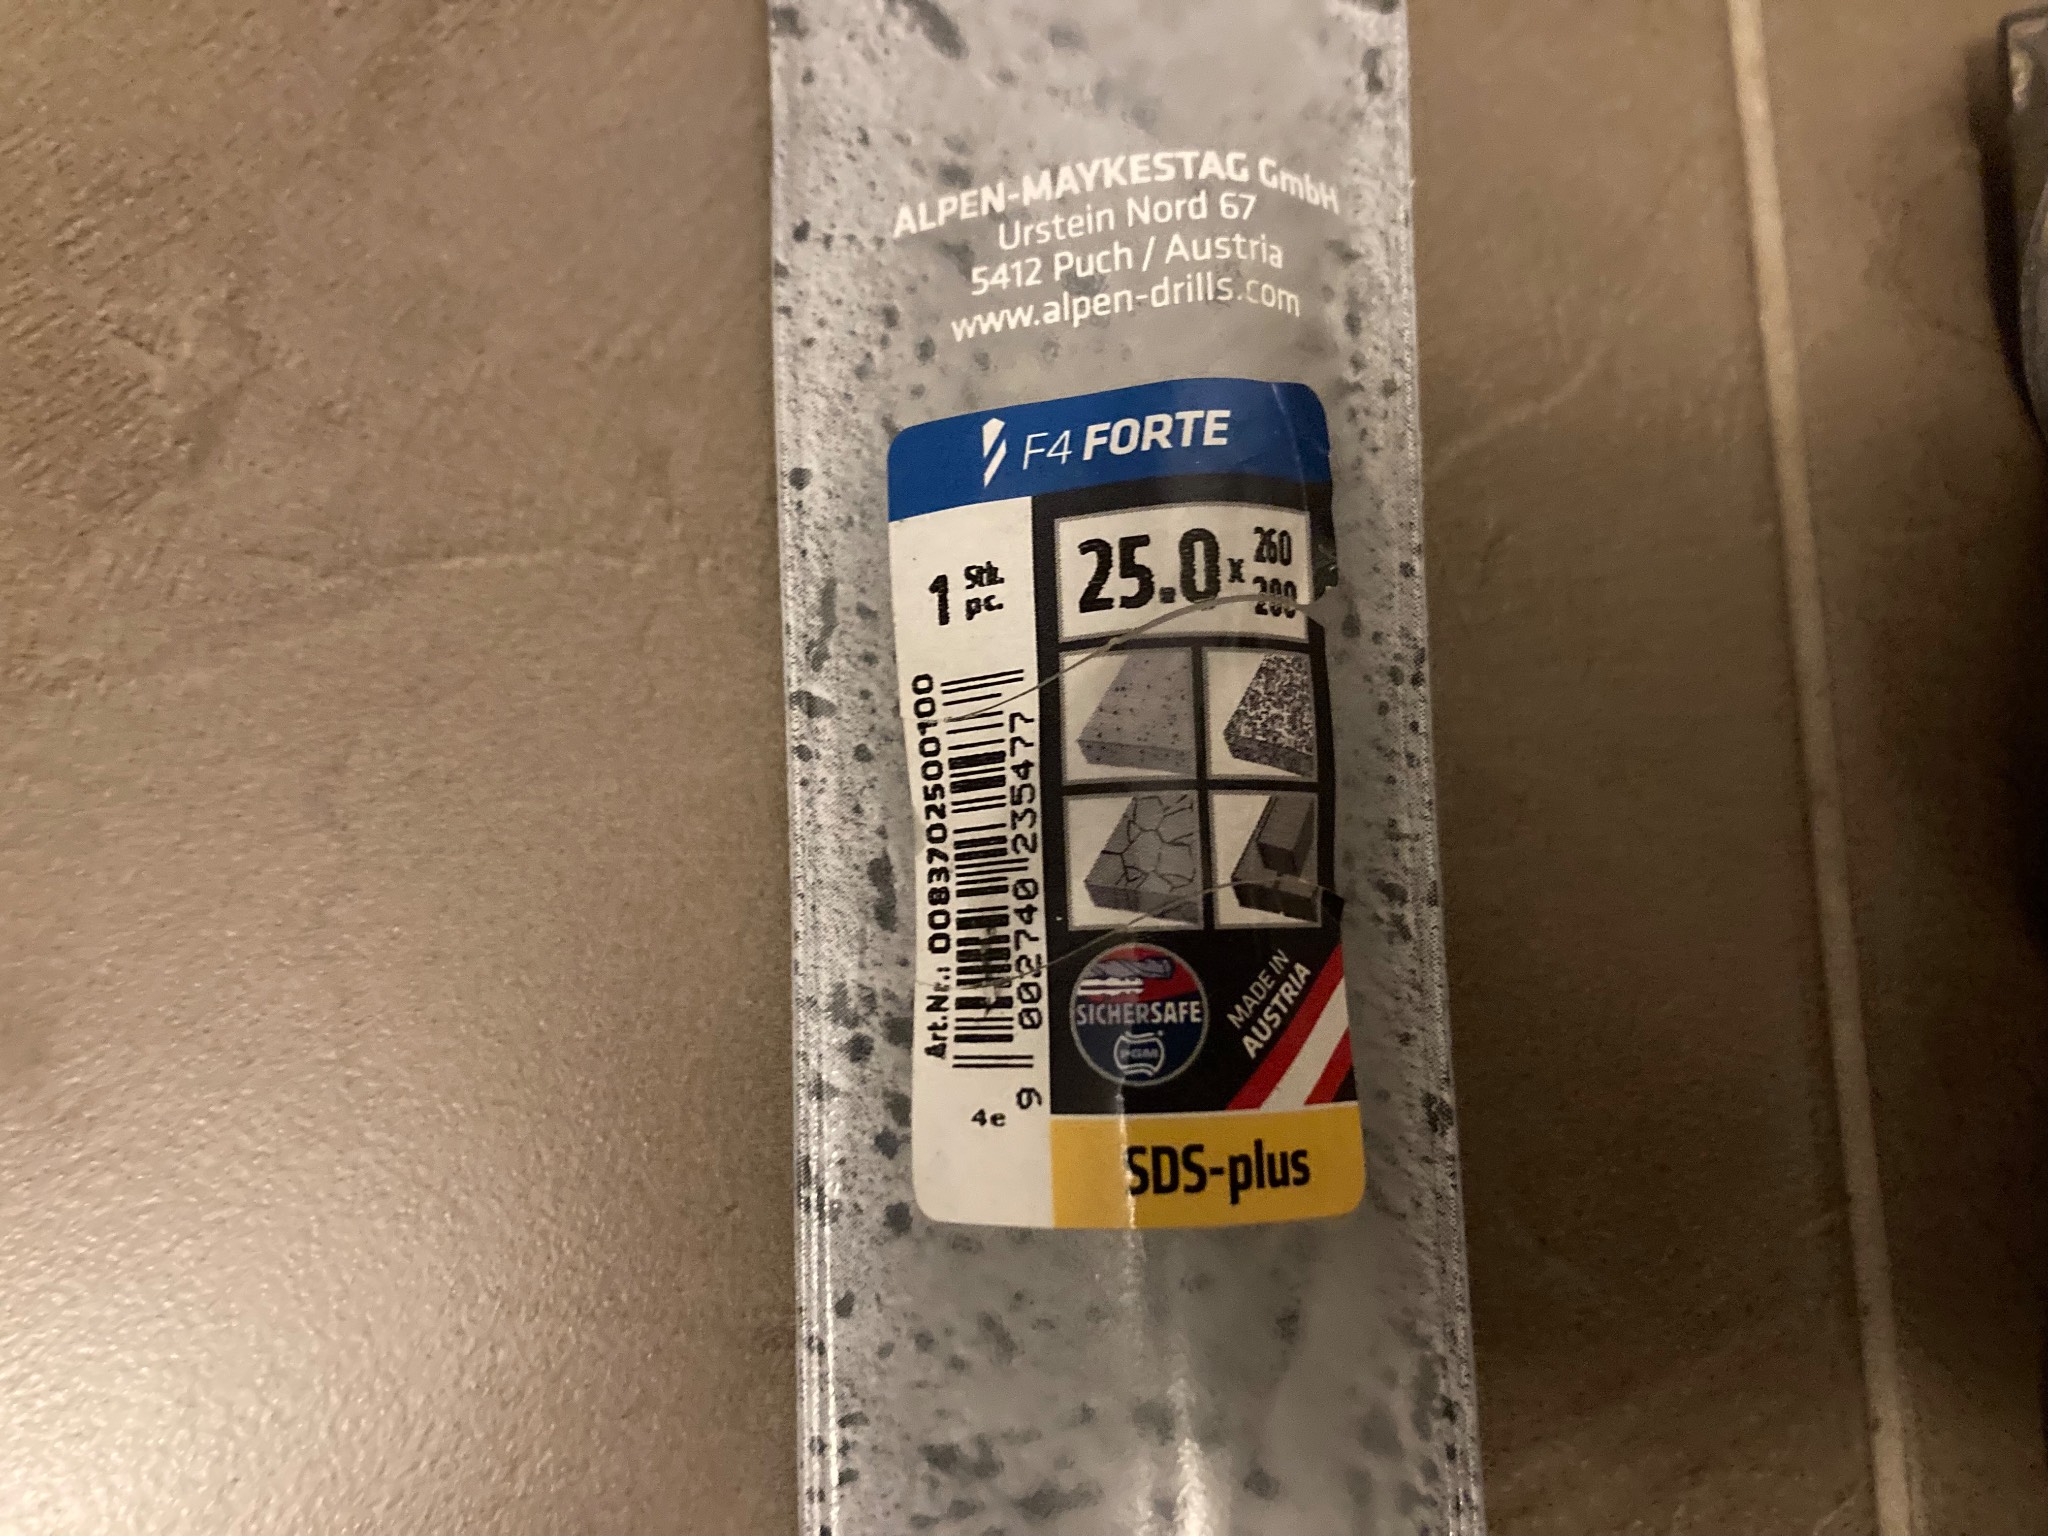 ALPEN-MAYKESTAG GmbH
Urstein Nord 67
5412 Puch / Austria
www.alpen-drills.com
F4 FORTE
1 Stk.
pc.
25.0 x 260
200
Art.Nr.: 0083702500100
9 002740 235477
4e
SICHERSAFE
PGM
MADE IN
AUSTRIA
SDS-plus